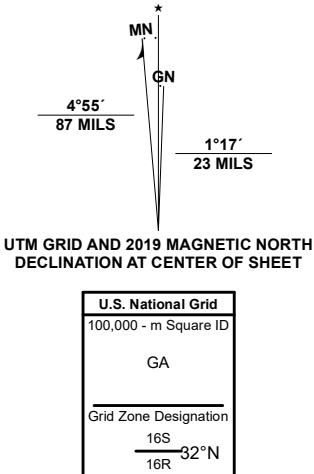 ★
MN
GN
4°55´
87 MILS
1°17´
23 MILS
UTM GRID AND 2019 MAGNETIC NORTH
DECLINATION AT CENTER OF SHEET
U.S. National Grid
100,000 - m Square ID
GA
Grid Zone Designation
16S
32°N
16R